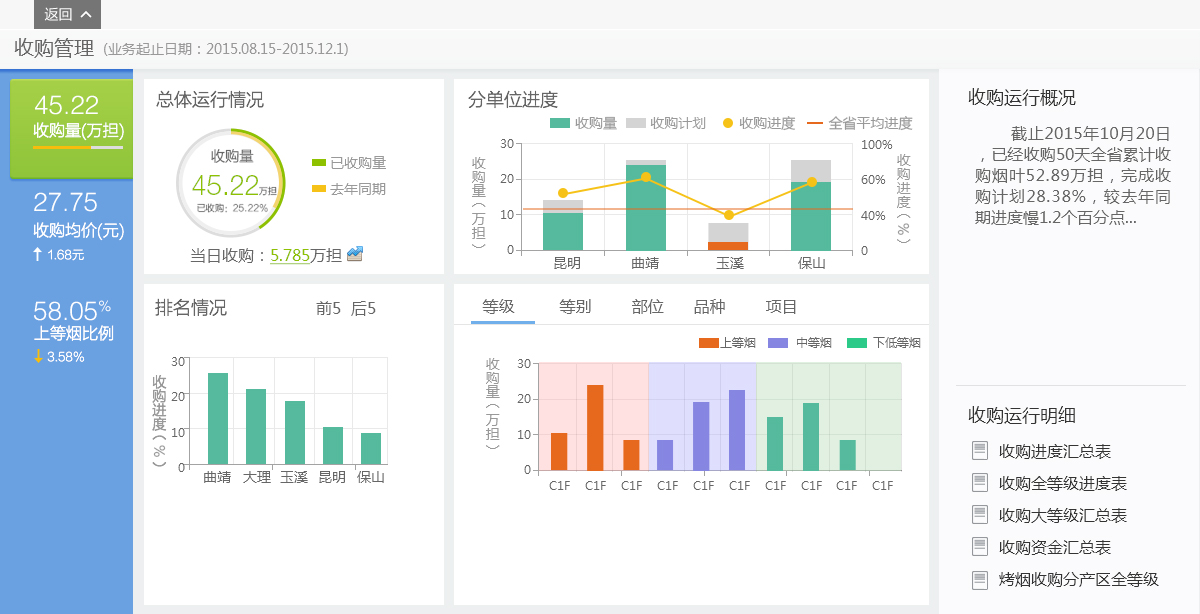 返回
收购管理 (业务起止日期：2015.08.15-2015.12.1)
45.22
收购量(万担)
27.75
收购均价(元)
1.68元
58.05%
上等烟比例
3.58%
总体运行情况
收购量
45.22万担
已收购：25.22%
已收购量
去年同期
当日收购：5.785万担
分单位进度
收购量 收购计划 收购进度 全省平均进度
收购量（万担）
30
20
10
0
100%
60%
40%
0
收购进度（%）
昆明 曲靖 玉溪 保山
排名情况 前5 后5
收购进度（%）
30
20
10
0
曲靖 大理 玉溪 昆明 保山
等级 等别 部位 品种 项目
上等烟 中等烟 下低等烟
收购量（万担）
30
20
10
0
C1F C1F C1F C1F C1F C1F C1F C1F C1F C1F
收购运行概况
截止2015年10月20日
，已经收购50天全省累计收
购烟叶52.89万担，完成收
购计划28.38%，较去年同
期进度慢1.2个百分点...
收购运行明细
收购进度汇总表
收购全等级进度表
收购大等级汇总表
收购资金汇总表
烤烟收购分产区全等级